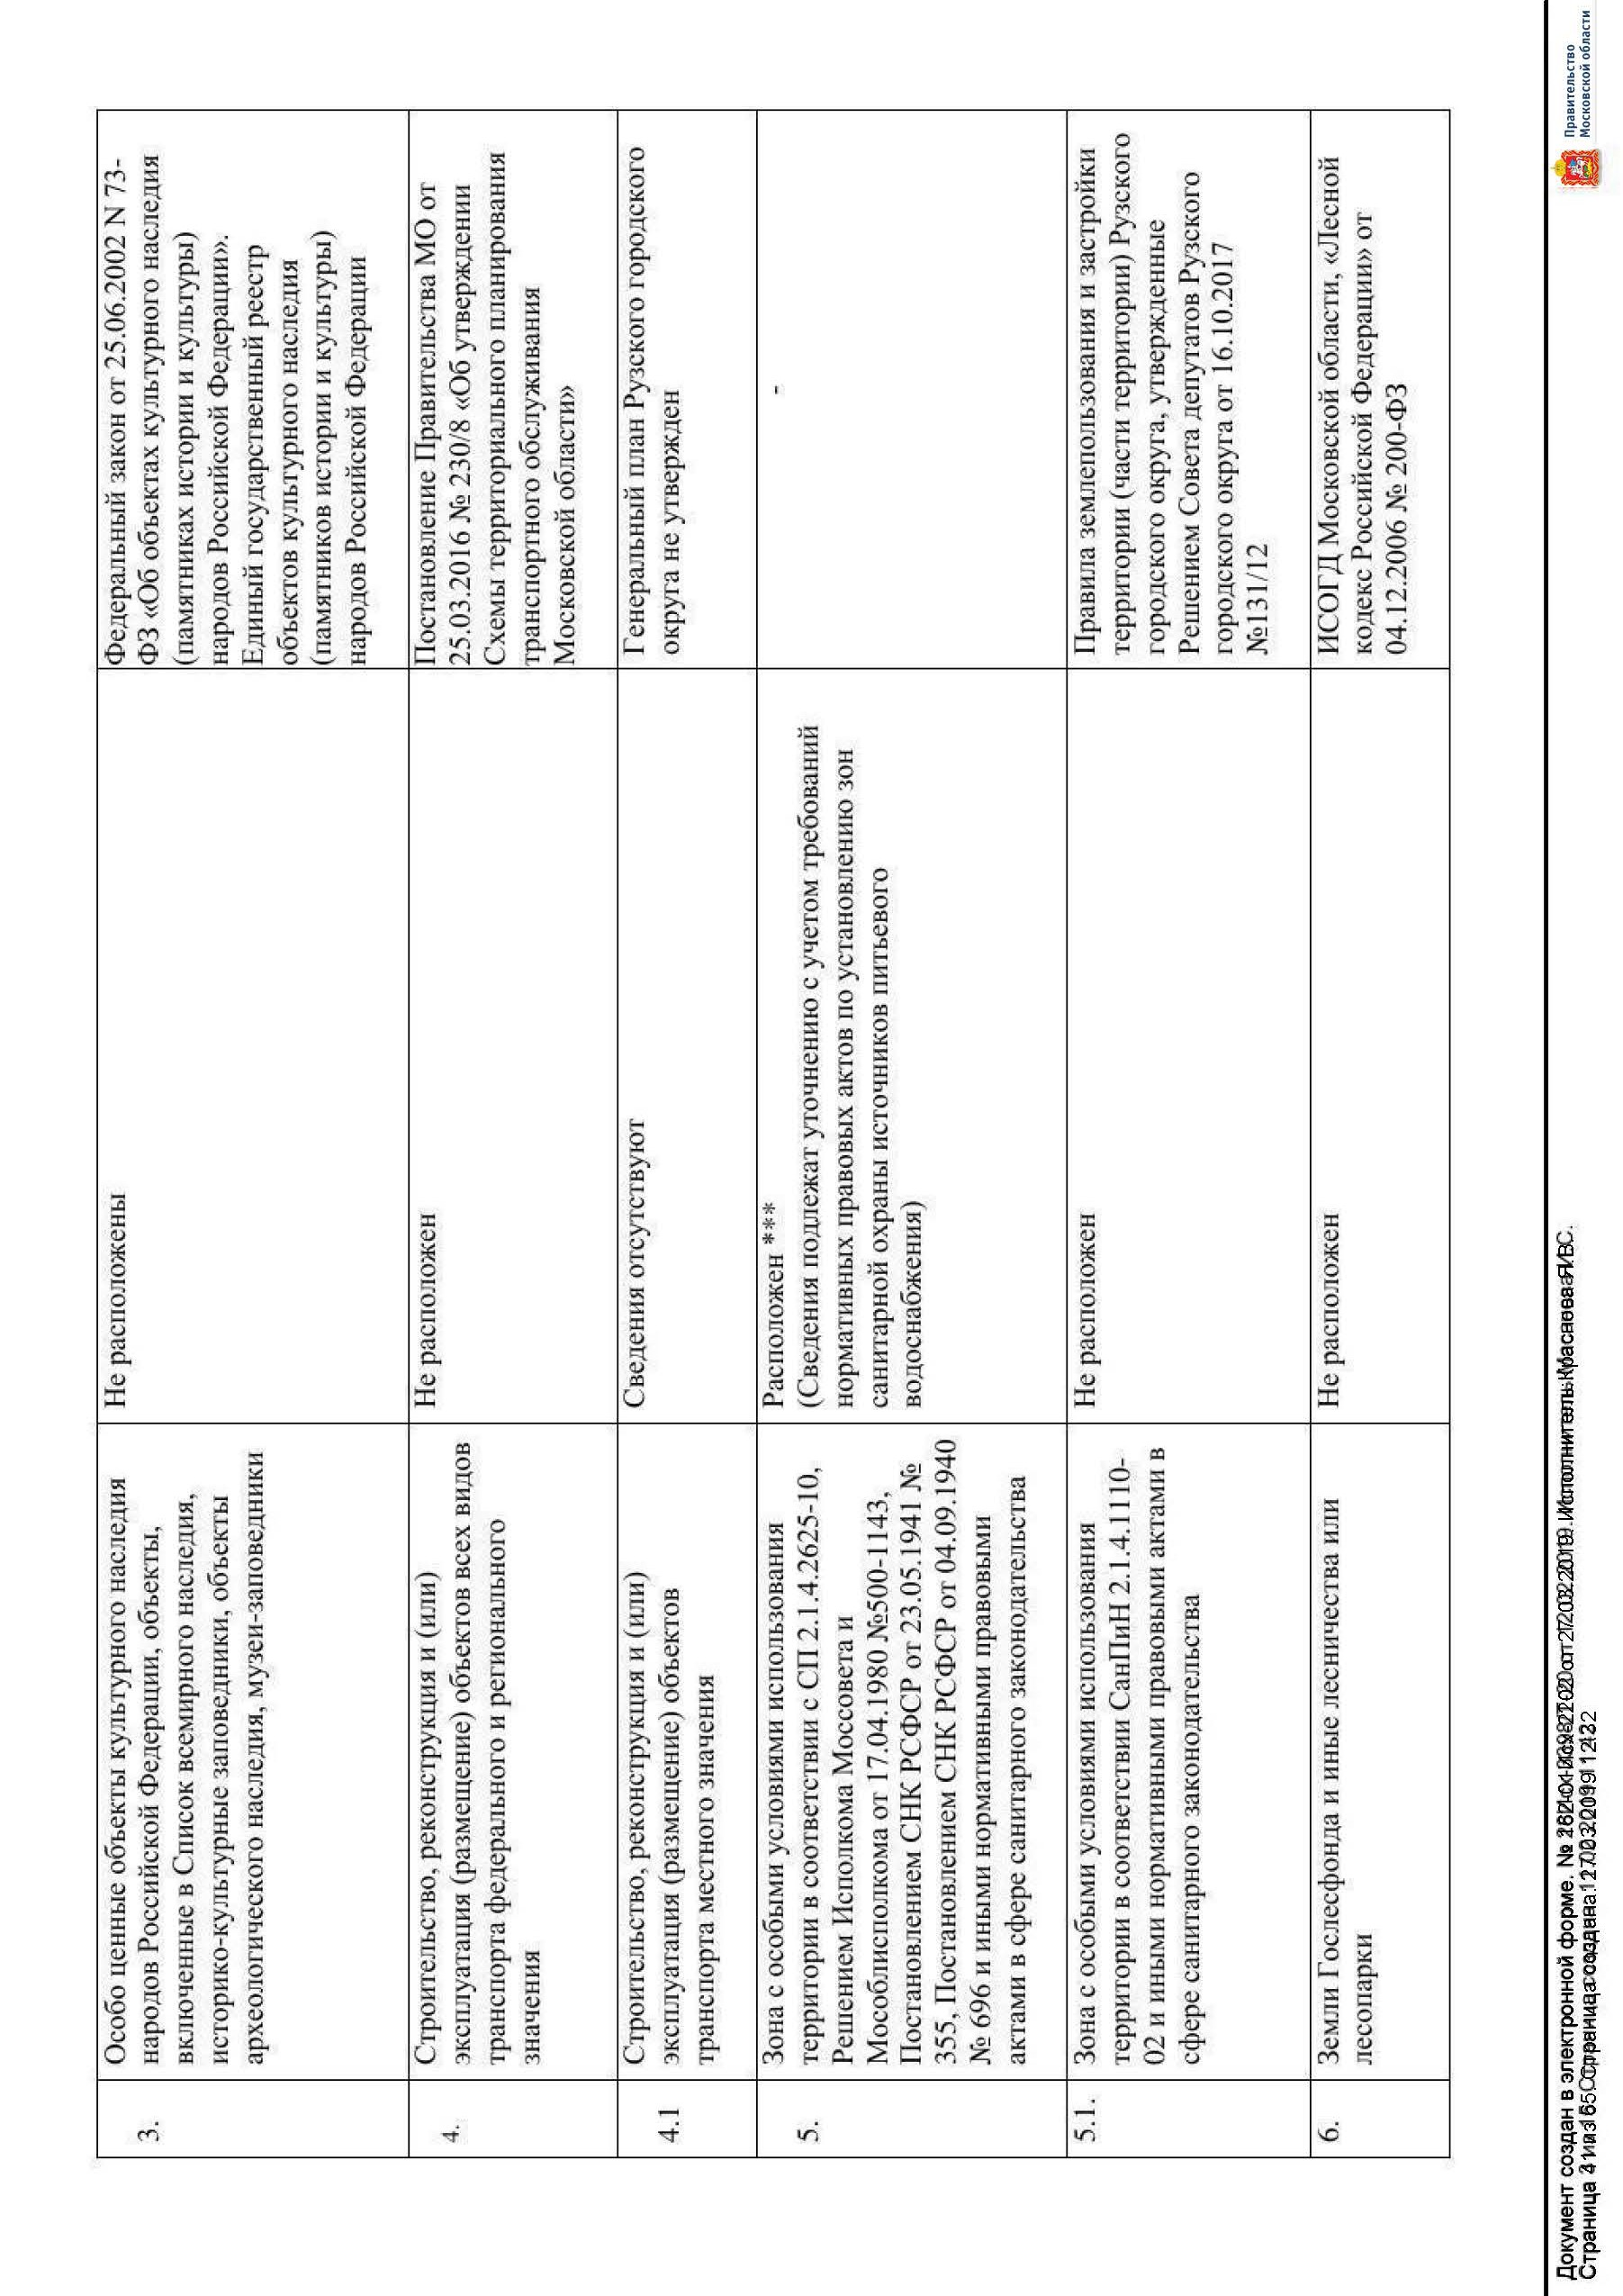 3.
Особо ценные объекты культурного наследия
народов Российской Федерации, объекты,
включенные в Список всемирного наследия,
историко-культурные заповедники, объекты
археологического наследия, музеи-заповедники
Не расположены
Федеральный закон от 25.06.2002 N 73-
ФЗ «Об объектах культурного наследия
(памятниках истории и культуры)
народов Российской Федерации».
Единый государственный реестр
объектов культурного наследия
(памятников истории и культуры)
народов Российской Федерации
4.
Строительство, реконструкция и (или)
эксплуатация (размещение) объектов всех видов
транспорта федерального и регионального
значения
Не расположен
Постановление Правительства МО от
25.03.2016 № 230/8 «Об утверждении
Схемы территориального планирования
транспортного обслуживания
Московской области»
4.1
Строительство, реконструкция и (или)
эксплуатация (размещение) объектов
транспорта местного значения
Сведения отсутствуют
Генеральный план Рузского городского
округа не утвержден
5.
Зона с особыми условиями использования
территории в соответствии с СП 2.1.4.2625-10,
Решением Исполкома Моссовета и
Мособлисполкома от 17.04.1980 №500-1143,
Постановлением СНК РСФСР от 23.05.1941 №
355, Постановлением СНК РСФСР от 04.09.1940
№ 696 и иными нормативными правовыми
актами в сфере санитарного законодательства
Расположен ***
(Сведения подлежат уточнению с учетом требований
нормативных правовых актов по установлению зон
санитарной охраны источников питьевого
водоснабжения)
-
5.1.
Зона с особыми условиями использования
территории в соответствии СанПиН 2.1.4.1110-
02 и иными нормативными правовыми актами в
сфере санитарного законодательства
Не расположен
Правила землепользования и застройки
территории (части территории) Рузского
городского округа, утвержденные
Решением Совета депутатов Рузского
городского округа от 16.10.2017
№131/12
6.
Земли Гослесфонда и иные лесничества или
лесопарки
Не расположен
ИСОГД Московской области, «Лесной
кодекс Российской Федерации» от
04.12.2006 № 200-ФЗ
Документ создан в электронной форме. № Исполнитель
Страница из Страница создана:
Правительство
Московской области